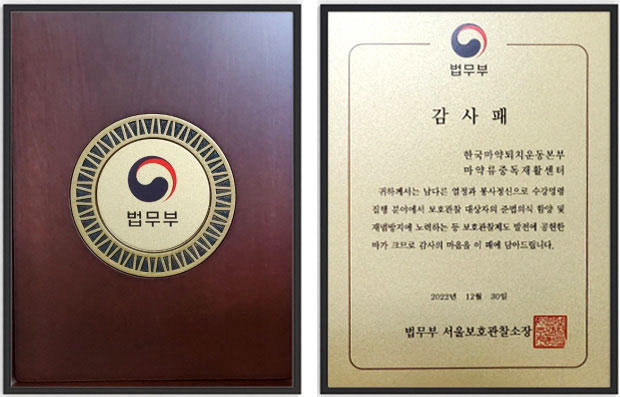 법무부
법무부
감사패
한국마약퇴치운동본부
마약류중독재활센터
귀하께서는 남다른 열정과 봉사정신으로 수강명령
집행 분야에서 보호관찰 대상자의 준법의식 함양 및
재범방지에 노력하는 등 보호관찰제도 발전에 공헌한
바가 크므로 감사의 마음을 이 패에 담아드립니다.
2022년 12월 30일
법무부 서울보호관찰소장